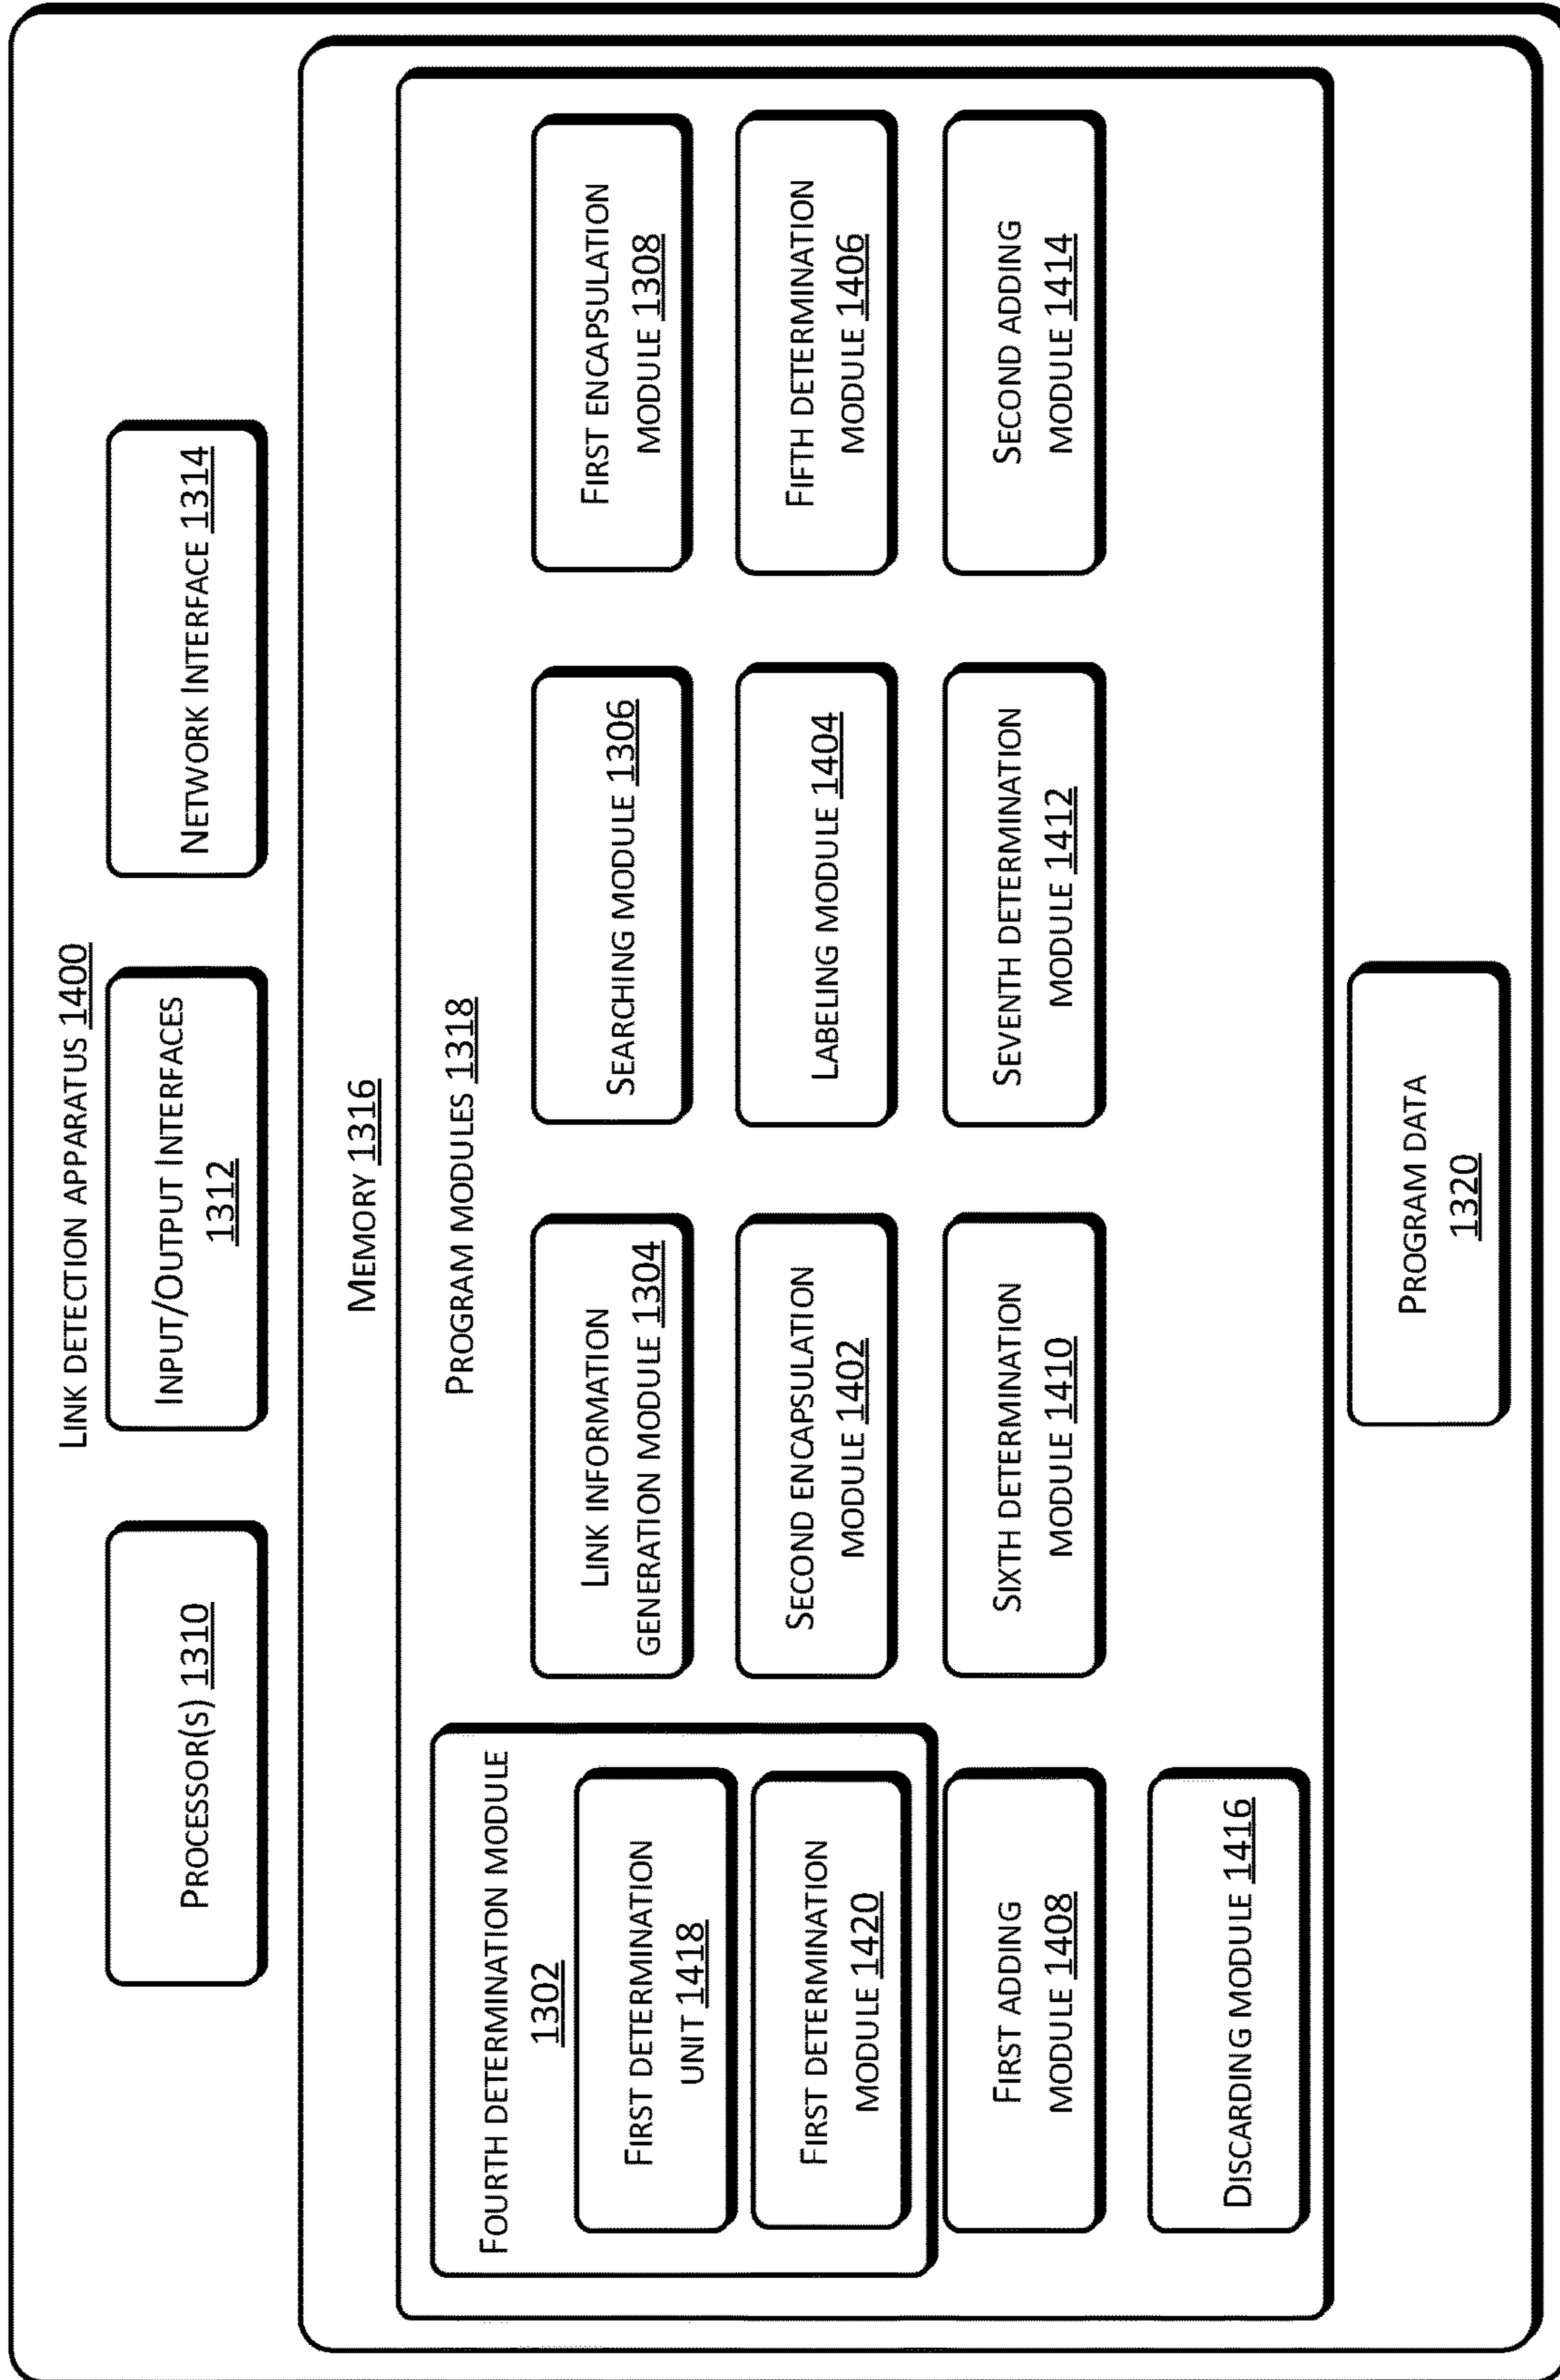 LINK DETECTION APPARATUS 1400
PROCESSOR(S) 1310
INPUT/OUTPUT INTERFACES
1312
NETWORK INTERFACE 1314
MEMORY 1316
PROGRAM MODULES 1318
FOURTH DETERMINATION MODULE
1302
FIRST DETERMINATION
UNIT 1418
FIRST DETERMINATION
MODULE 1420
LINK INFORMATION
GENERATION MODULE 1304
SEARCHING MODULE 1306
FIRST ENCAPSULATION
MODULE 1308
SECOND ENCAPSULATION
MODULE 1402
LABELING MODULE 1404
FIFTH DETERMINATION
MODULE 1406
FIRST ADDING
MODULE 1408
SIXTH DETERMINATION
MODULE 1410
SEVENTH DETERMINATION
MODULE 1412
SECOND ADDING
MODULE 1414
DISCARDING MODULE 1416
PROGRAM DATA
1320